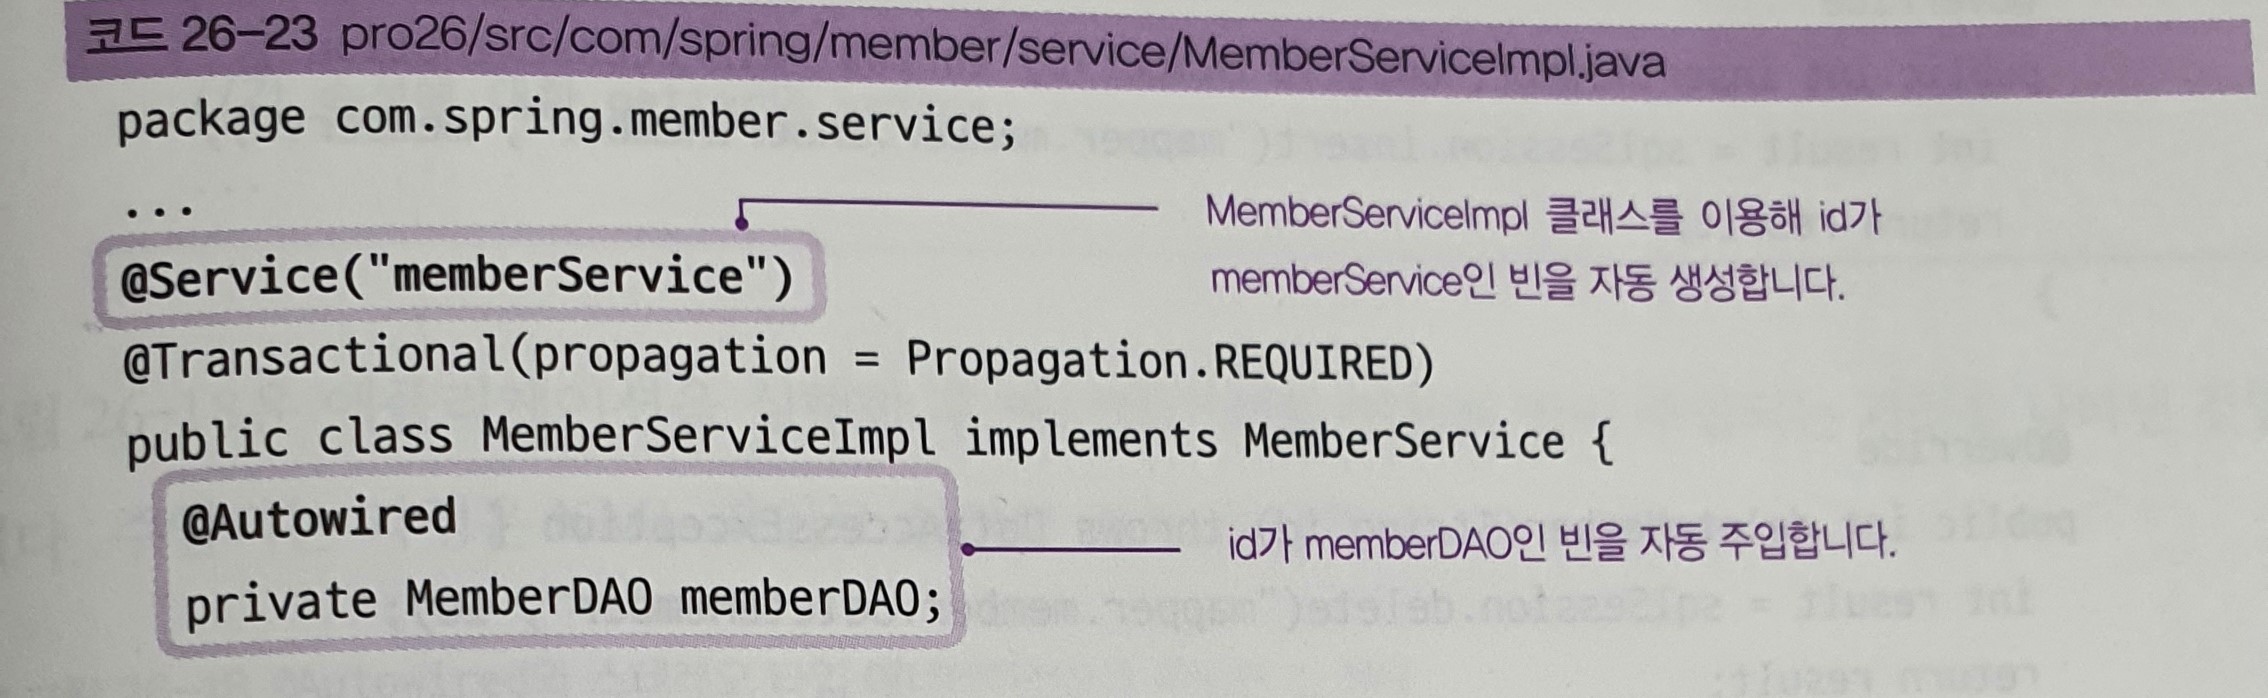 코드 26-23 pro26/src/com/spring/member/service/MemberServiceImpl.java
package com.spring.member.service;
...
@Service("memberService")
MemberServiceImpl 클래스를 이용해 id가
memberService인 빈을 자동 생성합니다.
@Transactional(propagation = Propagation.REQUIRED)
public class MemberServiceImpl implements MemberService {
@Autowired
private MemberDAO memberDAO;
id가 memberDAO인 빈을 자동 주입합니다.